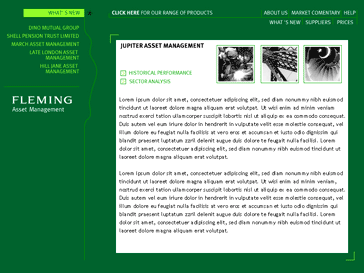 WHAT 'S NEW
CLICK HERE FOR OUR RANGE OF PRODUCTS
ABOUT US MARKET COMENTARY HELP
WHAT 'S NEW SUPPLIERS PRICES
DINO MUTUAL GROUP
SHELL PENSION TRUST LIMITED
MARCH ASSET MANAGEMENT
LATE LONDON ASSET
MANAGEMENT
HILL JANE ASSET
MANAGEMENT
FLEMING
Asset Management
JUPITER ASSET MANAGEMENT
HISTORICAL PERFORMANCE
SECTOR ANALYSIS
Lorem ipsum dolor sit amet, consectetuer adipiscing elit, sed diam nonummy nibh euismod
tincidunt ut laoreet dolore magna aliquam erat volutpat. Ut wisi enim ad minim veniam,
nostrud exerci tation ullamcorper suscipit lobortis nisl ut aliquip ex ea commodo consequat.
Duis autem vel eum iriure dolor in hendrerit in vulputate velit esse molestie consequat, vel
illum dolore eu feugiat nulla facilisis at vero eros et accumsan et iusto odio dignissim qui
blandit praesent luptatum zzril delenit augue duis dolore te feugait nulla facilisi. Lorem
dolor sit amet, consectetuer adipiscing elit, sed diam nonummy nibh euismod tincidunt ut
laoreet dolore magna aliquam erat volutpat.
Lorem ipsum dolor sit amet, consectetuer adipiscing elit, sed diam nonummy nibh euismod
tincidunt ut laoreet dolore magna aliquam erat volutpat. Ut wisi enim ad minim veniam,
nostrud exerci tation ullamcorper suscipit lobortis nisl ut aliquip ex ea commodo consequat.
Duis autem vel eum iriure dolor in hendrerit in vulputate velit esse molestie consequat, vel
illum dolore eu feugiat nulla facilisis at vero eros et accumsan et iusto odio dignissim qui
blandit praesent luptatum zzril delenit augue duis dolore te feugait nulla facilisi. Lorem
dolor sit amet, consectetuer adipiscing elit, sed diam nonummy nibh euismod tincidunt ut
laoreet dolore magna aliquam erat volutpat.